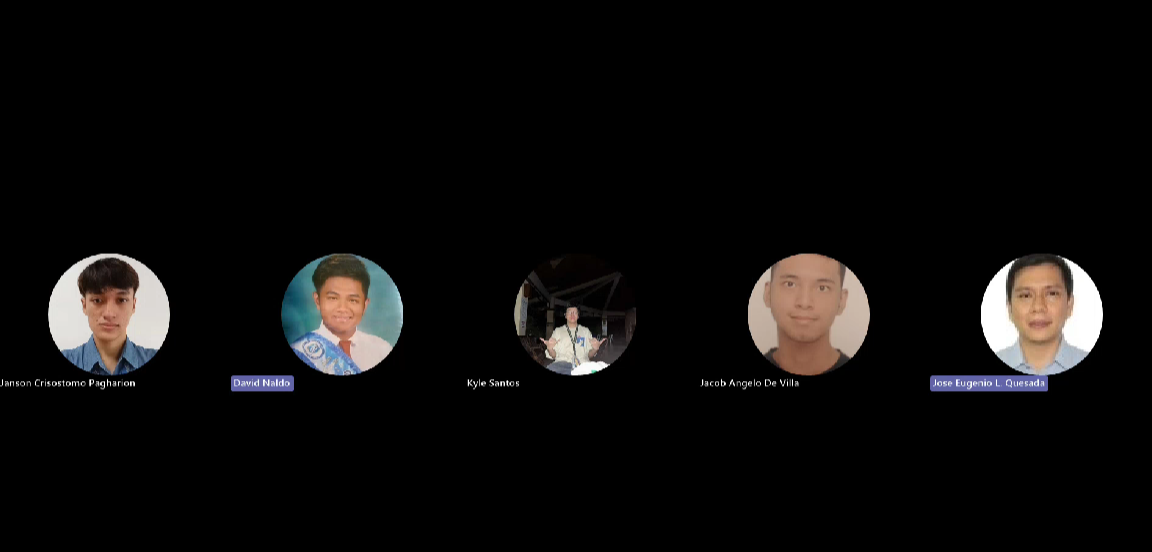 Janson Crisostomo Pagharion
David Naldo
Kyle Santos
Jacob Angelo De Villa
Jose Eugenio L. Quesada